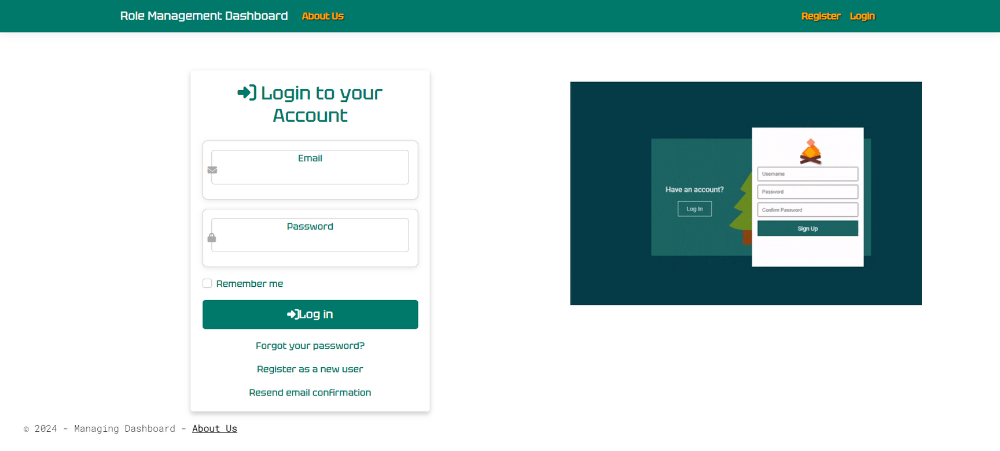 Role Management Dashboard About Us Register Login
Login to your
Account
Email
Password
Remember me
Log in
Forgot your password?
Register as a new user
Resend email confirmation
Have an account?
Log In
Username
Password
Confirm Password
Sign Up
© 2024 - Managing Dashboard - About Us